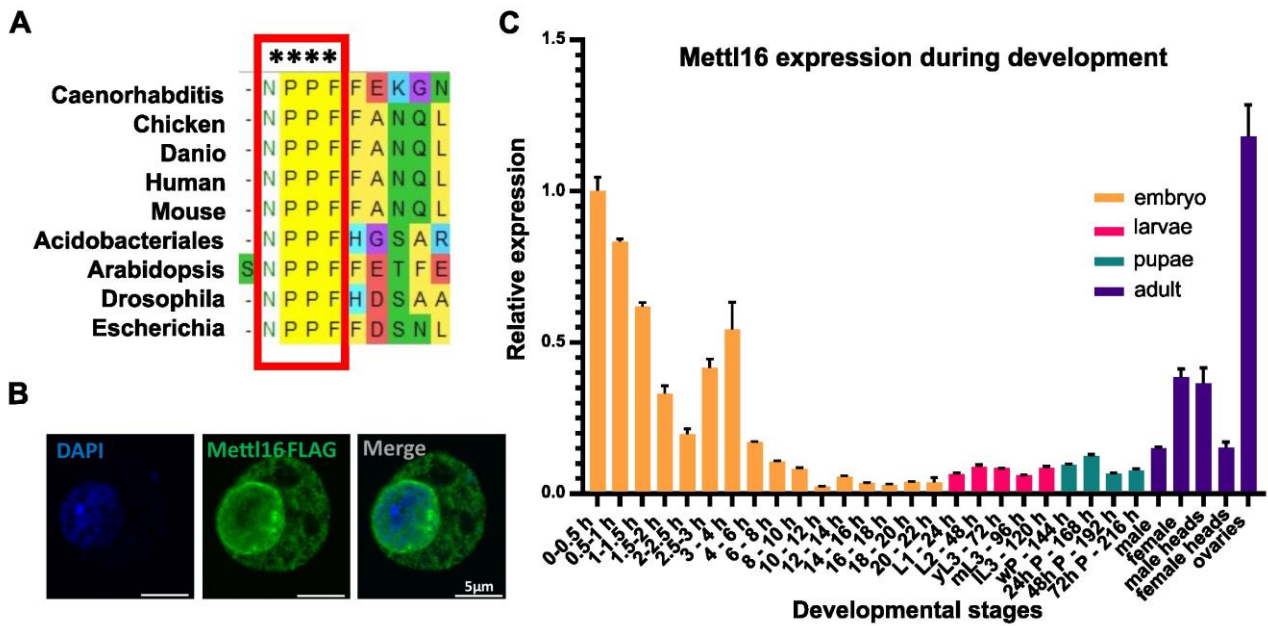 A
****
Caenorhabditis - N P P F F E K G N
Chicken - N P P F F A N Q L
Danio - N P P F F A N Q L
Human - N P P F F A N Q L
Mouse - N P P F F A N Q L
Acidobacteriales - N P P F H G S A R
Arabidopsis S N P P F F E T F E
Drosophila - N P P F H D S A A
Escherichia - N P P F F D S N L
B
DAPI
Mettl16FLAG
Merge
5µm
C
Mettl16 expression during development
Relative expression
1.5
1.0
0.5
0.0
embryo
larvae
pupae
adult
0-0.5 h
0.5-1 h
1-1.5 h
1-1.5-2 h
2-2-5 h
2.5-3 h
3 - 4 h
4 - 6 h
6 - 8 h
8 - 10 h
10 - 12 h
12 - 14 h
14 - 16 h
16 - 18 h
18 - 20 h
20 - 22 h
L1 - 24 h
L2 - 48 h
yL3 - 72 h
mL3 - 96 h
lL3 - 120 h
wP - 144 h
24h P - 168 h
48h P - 192 h
72h P - 216 h
male
female
male heads
female heads
ovaries
Developmental stages